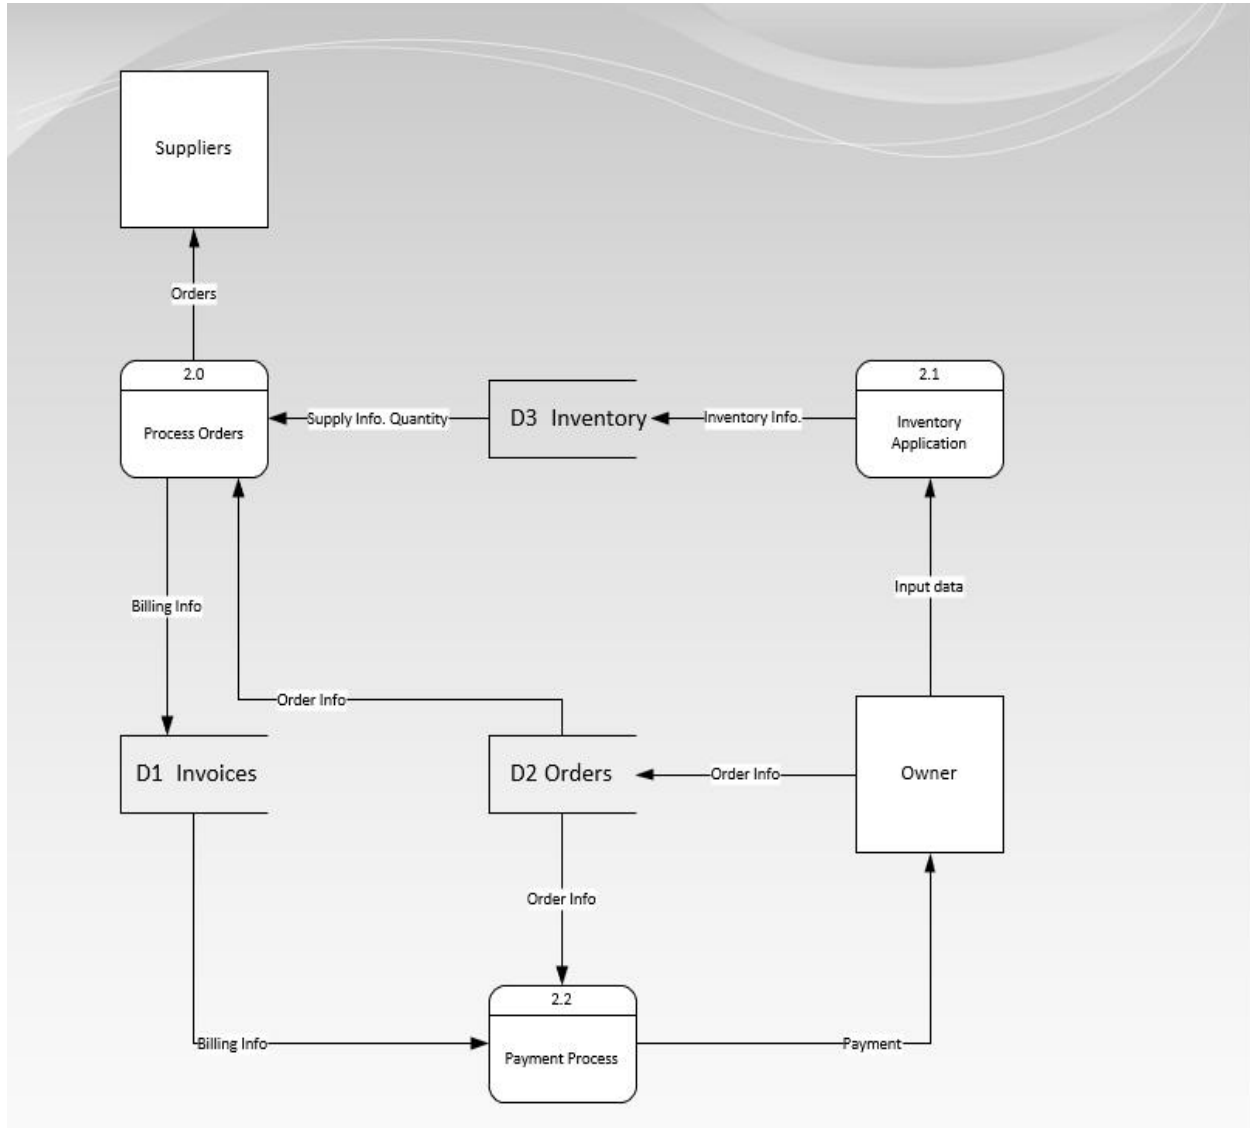 Suppliers
Orders
2.0
Process Orders
Supply Info. Quantity
D3 Inventory
Inventory Info.
2.1
Inventory
Application
Input data
Billing Info
Order Info
D1 Invoices
D2 Orders
Order Info
Owner
Order Info
2.2
Payment Process
Billing Info
Payment